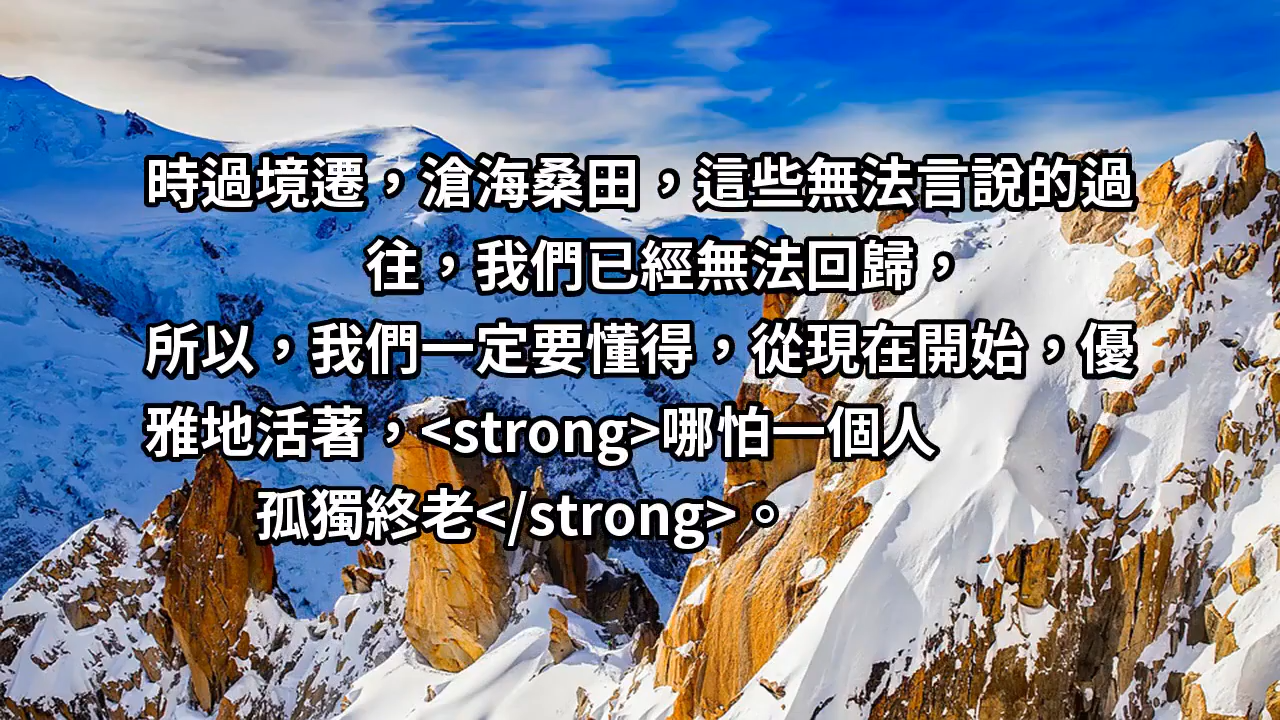 時過境遷，滄海桑田，這些無法言說的過
往，我們已經無法回歸，
所以，我們一定要懂得，從現在開始，優
雅地活著，<strong>哪怕一個人
孤獨終老</strong>。